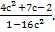 4c²+7c-2
1-16c²
.